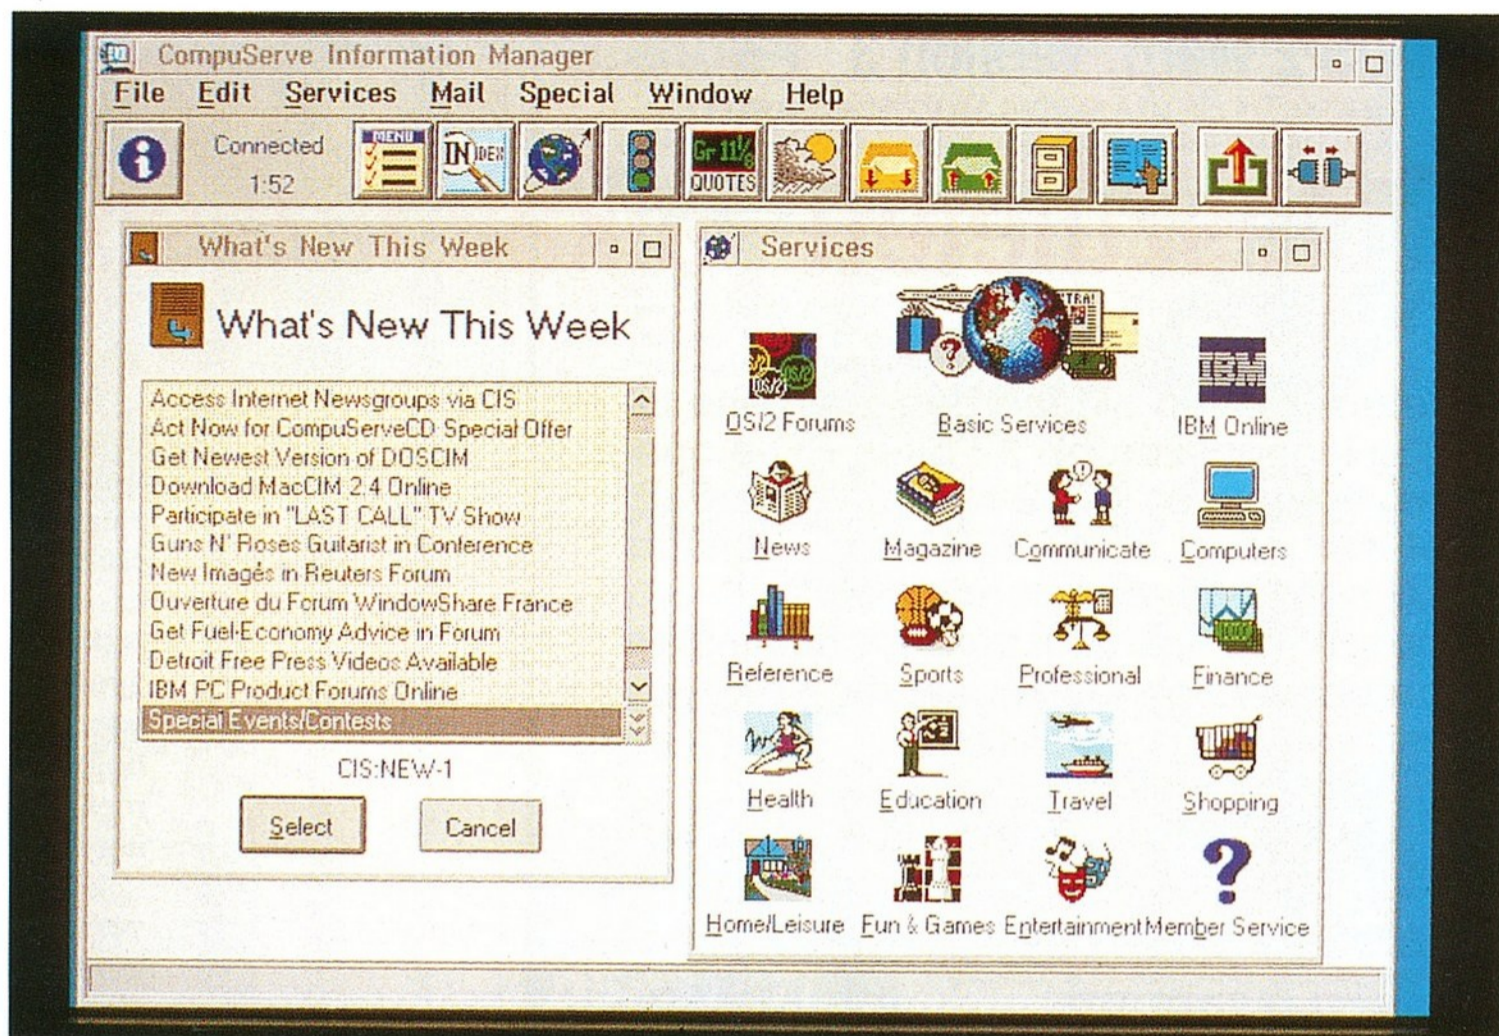 CompuServe Information Manager
File Edit Services Mail Special Window Help
Connected
1:52
MENU
INDEX
Gr 11⅛
QUOTES
What's New This Week
What's New This Week
Access Internet Newsgroups via CIS
Act Now for CompuServeCD Special Offer
Get Newest Version of DOSCIM
Download MacCIM 2.4 Online
Participate in "LAST CALL" TV Show
Guns N' Roses Guitarist in Conference
New Images in Reuters Forum
Ouverture du Forum WindowShare France
Get Fuel-Economy Advice in Forum
Detroit Free Press Videos Available
IBM PC Product Forums Online
Special Events/Contests
CIS:NEW-1
Select Cancel
Services
TRA!
OS/2
OS/2
IBM
OS/2 Forums Basic Services IBM Online
News Magazine Communicate Computers
Reference Sports Professional Finance
Health Education Travel Shopping
Home/Leisure Fun & Games Entertainment Member Service